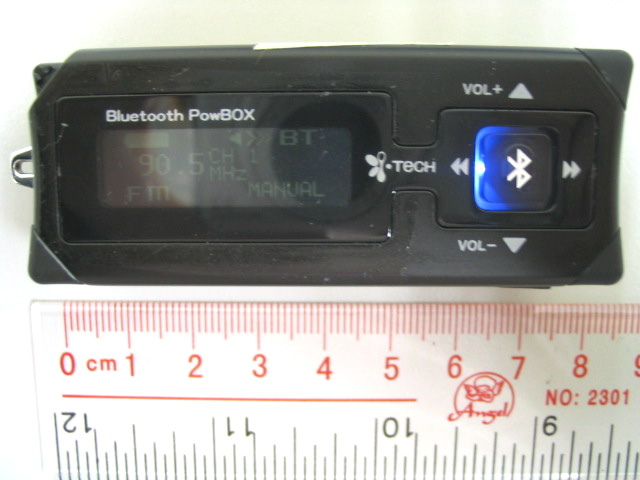 VOL+
Bluetooth PowBOX
BT
90.5 CH 1
MHz
FM MANUAL
TECH
VOL-
0 cm 1 2 3 4 5 6 7 8 9
Angel
NO: 2301
12 11 10 9